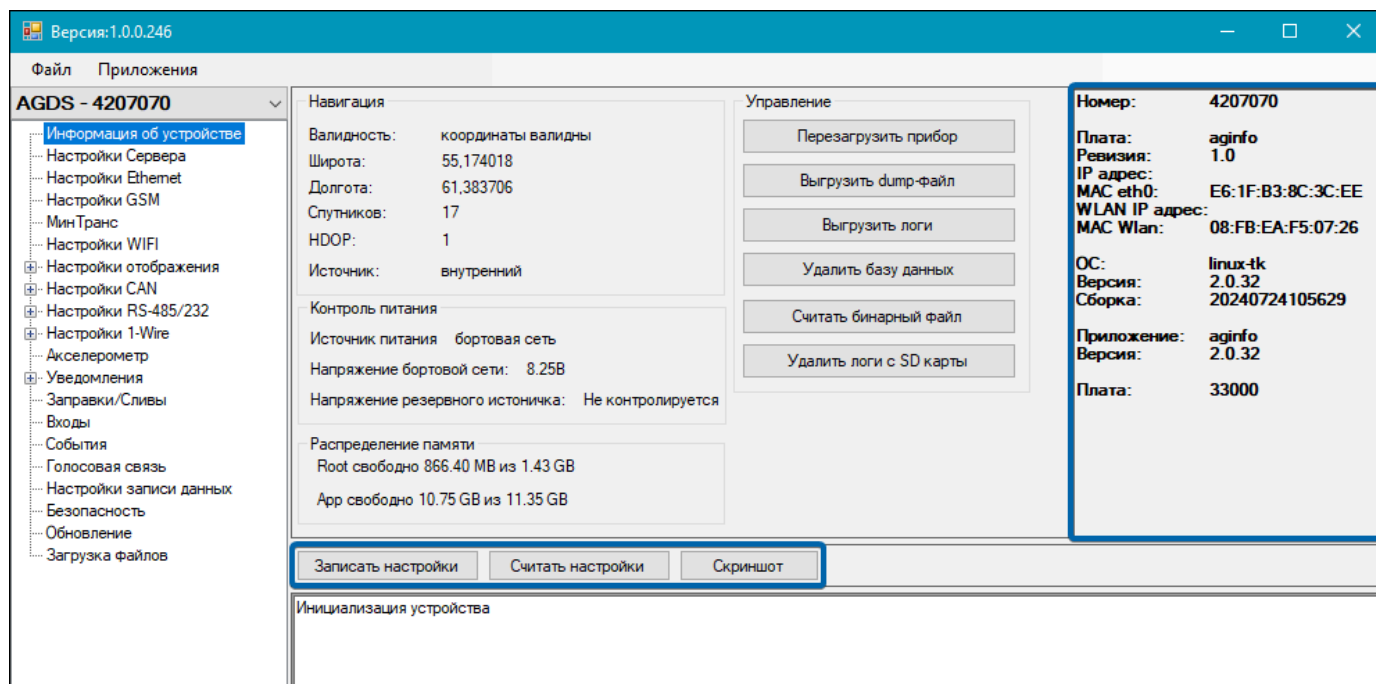 Версия:1.0.0.246
Файл Приложения
AGDS - 4207070
Информация об устройстве
Настройки Сервера
Настройки Ethernet
Настройки GSM
МинТранс
Настройки WIFI
Настройки отображения
Настройки CAN
Настройки RS-485/232
Настройки 1-Wire
Акселерометр
Уведомления
Заправки/Сливы
Входы
События
Голосовая связь
Настройки записи данных
Безопасность
Обновление
Загрузка файлов
Навигация
Валидность: координаты валидны
Широта: 55,174018
Долгота: 61,383706
Спутников: 17
HDOP: 1
Источник: внутренний
Контроль питания
Источник питания бортовая сеть
Напряжение бортовой сети: 8.25В
Напряжение резервного истоничка: Не контролируется
Распределение памяти
Root свободно 866.40 MB из 1.43 GB
App свободно 10.75 GB из 11.35 GB
Управление
Перезагрузить прибор
Выгрузить dump-файл
Выгрузить логи
Удалить базу данных
Считать бинарный файл
Удалить логи с SD карты
Номер: 4207070
Плата: aginfo
Ревизия: 1.0
IP адрес:
MAC eth0: E6:1F:B3:8C:3C:EE
WLAN IP адрес:
MAC Wlan: 08:FB:EA:F5:07:26
ОС: linux-tk
Версия: 2.0.32
Сборка: 20240724105629
Приложение: aginfo
Версия: 2.0.32
Плата: 33000
Записать настройки Считать настройки Скриншот
Инициализация устройства